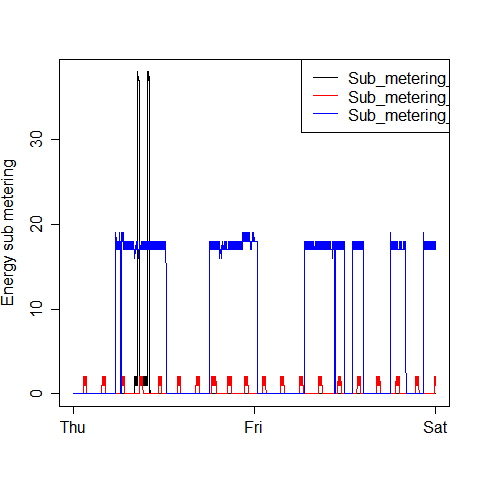 Sub_metering_
Sub_metering_
Sub_metering_
Energy sub metering
30
20
10
0
Thu Fri Sat